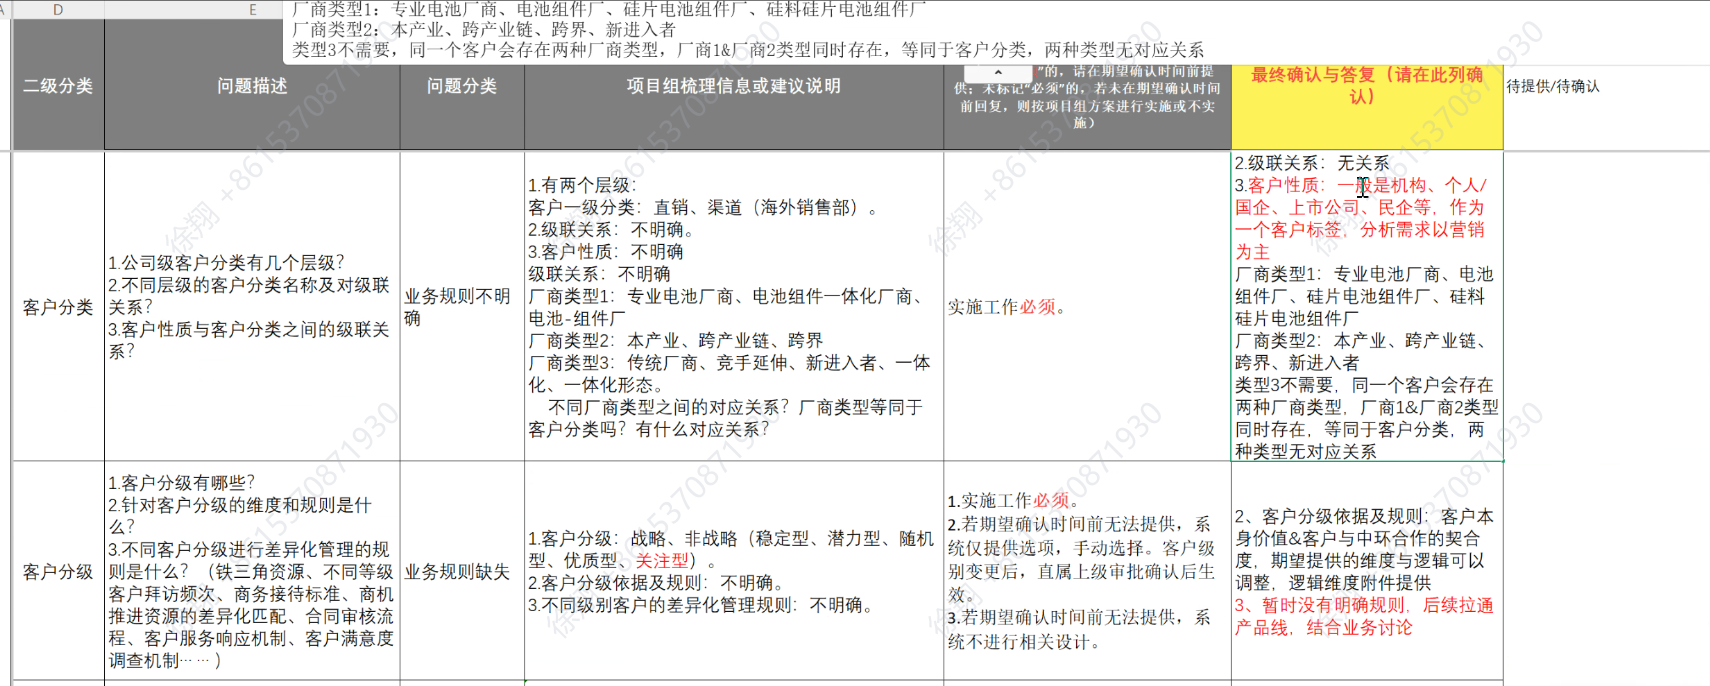 A
D
E
厂商类型1：专业电池厂商、电池组件厂、硅片电池组件厂、硅料硅片电池组件厂
厂商类型2：本产业、跨产业链、跨界、新进入者
类型3不需要，同一个客户会存在两种厂商类型，厂商1&厂商2类型同时存在，等同于客户分类，两种类型无对应关系
二级分类
问题描述
问题分类
项目组梳理信息或建议说明
”的，请在期望确认时间前提
供；未标记“必须”的，若未在期望确认时间
前回复，则按项目组方案进行实施或不实
施）
最终确认与答复（请在此列确
认）
待提供/待确认
客户分类
1.公司级客户分类有几个层级？
2.不同层级的客户分类名称及对级联
关系？
3.客户性质与客户分类之间的级联关
系？
业务规则不明
确
1.有两个层级：
客户一级分类：直销、渠道（海外销售部）。
2.级联关系：不明确。
3.客户性质：不明确
级联关系：不明确
厂商类型1：专业电池厂商、电池组件一体化厂商、
电池-组件厂
厂商类型2：本产业、跨产业链、跨界
厂商类型3：传统厂商、竞手延伸、新进入者、一体
化、一体化形态。
不同厂商类型之间的对应关系？厂商类型等同于
客户分类吗？有什么对应关系？
实施工作必须。
2.级联关系：无关系
3.客户性质：一般是机构、个人/
国企、上市公司、民企等，作为
一个客户标签，分析需求以营销
为主
厂商类型1：专业电池厂商、电池
组件厂、硅片电池组件厂、硅料
硅片电池组件厂
厂商类型2：本产业、跨产业链、
跨界、新进入者
类型3不需要，同一个客户会存在
两种厂商类型，厂商1&厂商2类型
同时存在，等同于客户分类，两
种类型无对应关系
客户分级
1.客户分级有哪些？
2.针对客户分级的维度和规则是什
么？
3.不同客户分级进行差异化管理的规
则是什么？（铁三角资源、不同等级
客户拜访频次、商务接待标准、商机
推进资源的差异化匹配、合同审核流
程、客户服务响应机制、客户满意度
调查机制……）
业务规则缺失
1.客户分级：战略、非战略（稳定型、潜力型、随机
型、优质型、关注型）。
2.客户分级依据及规则：不明确。
3.不同级别客户的差异化管理规则：不明确。
1.实施工作必须。
2.若期望确认时间前无法提供，系
统仅提供选项，手动选择。客户级
别变更后，直属上级审批确认后生
效。
3.若期望确认时间前无法提供，系
统不进行相关设计。
2、客户分级依据及规则：客户本
身价值&客户与中环合作的契合
度，期望提供的维度与逻辑可以
调整，逻辑维度附件提供
3、暂时没有明确规则，后续拉通
产品线，结合业务讨论
徐翔 +8615370871930
徐翔 +8615370871930
徐翔 +8615370871930
徐翔 +8615370871930
徐翔 +8615370871930
徐翔 +8615370871930
徐翔 +8615370871930
徐翔 +8615370871930